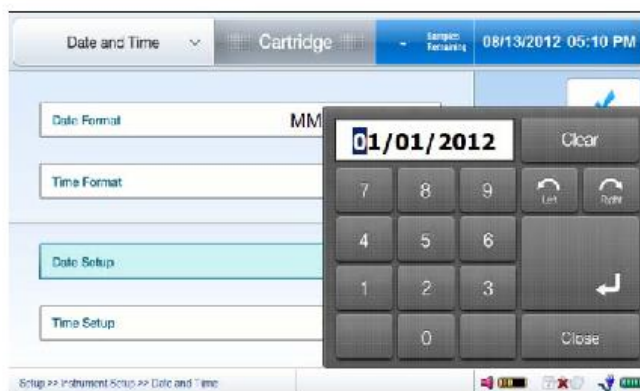 Date and Time
Cartridge
- Samples Remaining
08/13/2012 05:10 PM
Date Format
MM
01/01/2012
Clear
Time Format
7 8 9 Left Right
4 5 6
Date Setup
1 2 3
Time Setup
0 Close
Setup >> Instrument Setup >> Date and Time